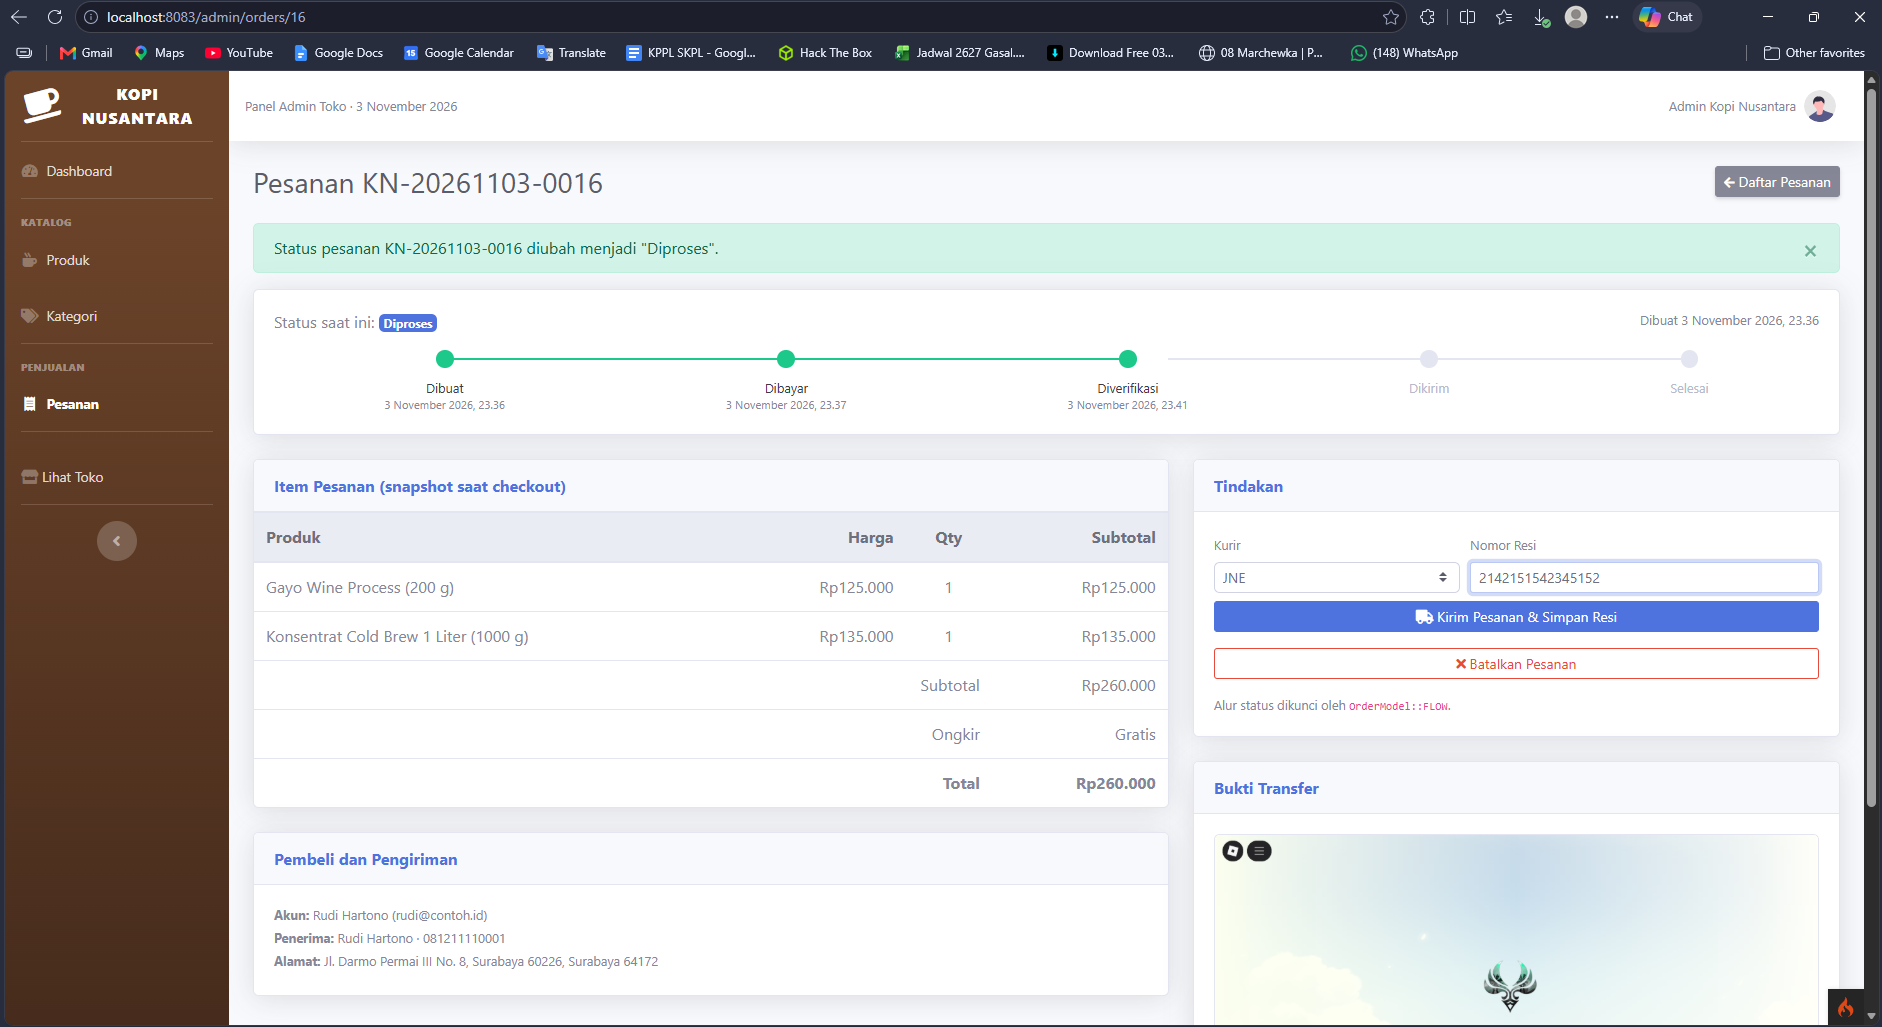 localhost:8083/admin/orders/16
Chat
Gmail
Maps
YouTube
Google Docs
15
Google Calendar
Translate
KPPL SKPL - Googl...
Hack The Box
Jadwal 2627 Gasal....
Download Free 03...
08 Marchewka | P...
(148) WhatsApp
Other favorites
KOPI
NUSANTARA
Panel Admin Toko · 3 November 2026
Admin Kopi Nusantara
Dashboard
KATALOG
Produk
Kategori
PENJUALAN
Pesanan
Lihat Toko
Pesanan KN-20261103-0016
Daftar Pesanan
Status pesanan KN-20261103-0016 diubah menjadi "Diproses".
×
Status saat ini: Diproses
Dibuat 3 November 2026, 23.36
Dibuat
3 November 2026, 23.36
Dibayar
3 November 2026, 23.37
Diverifikasi
3 November 2026, 23.41
Dikirim
Selesai
Item Pesanan (snapshot saat checkout)
Produk Harga Qty Subtotal
Gayo Wine Process (200 g) Rp125.000 1 Rp125.000
Konsentrat Cold Brew 1 Liter (1000 g) Rp135.000 1 Rp135.000
Subtotal Rp260.000
Ongkir Gratis
Total Rp260.000
Pembeli dan Pengiriman
Akun: Rudi Hartono (rudi@contoh.id)
Penerima: Rudi Hartono · 081211110001
Alamat: Jl. Darmo Permai III No. 8, Surabaya 60226, Surabaya 64172
Tindakan
Kurir
Nomor Resi
JNE
2142151542345152
Kirim Pesanan & Simpan Resi
Batalkan Pesanan
Alur status dikunci oleh OrderModel::FLOW.
Bukti Transfer